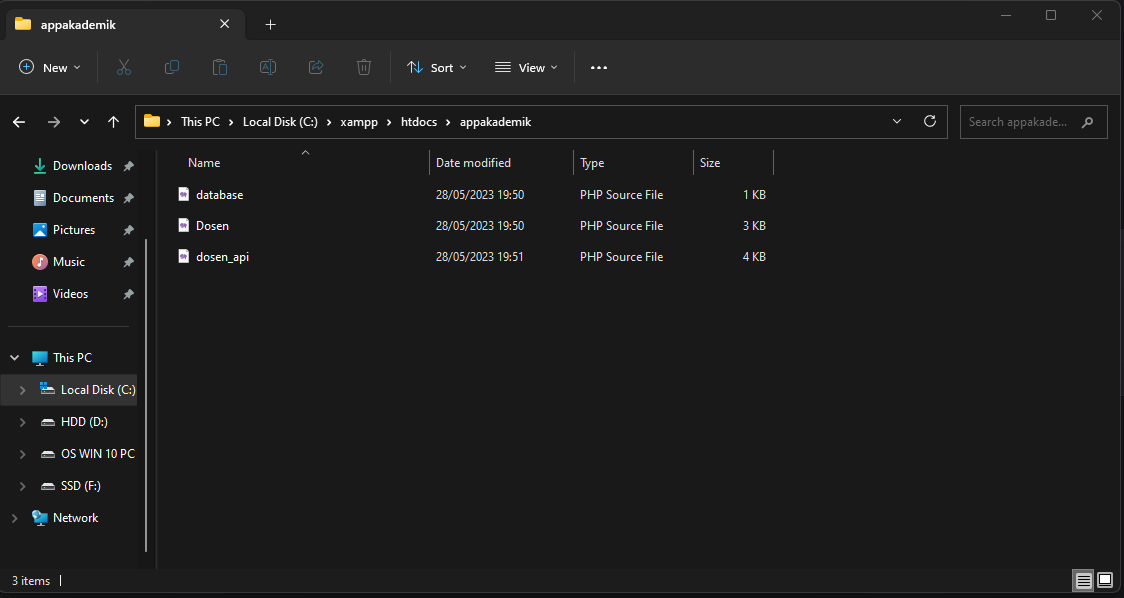 appakademik
New Sort View
This PC Local Disk (C:) xampp htdocs appakademik Search appakade...
Downloads
Documents
Pictures
Music
Videos
This PC
Local Disk (C:)
HDD (D:)
OS WIN 10 PC
SSD (F:)
Network
Name Date modified Type Size
database 28/05/2023 19:50 PHP Source File 1 KB
Dosen 28/05/2023 19:50 PHP Source File 3 KB
dosen_api 28/05/2023 19:51 PHP Source File 4 KB
3 items